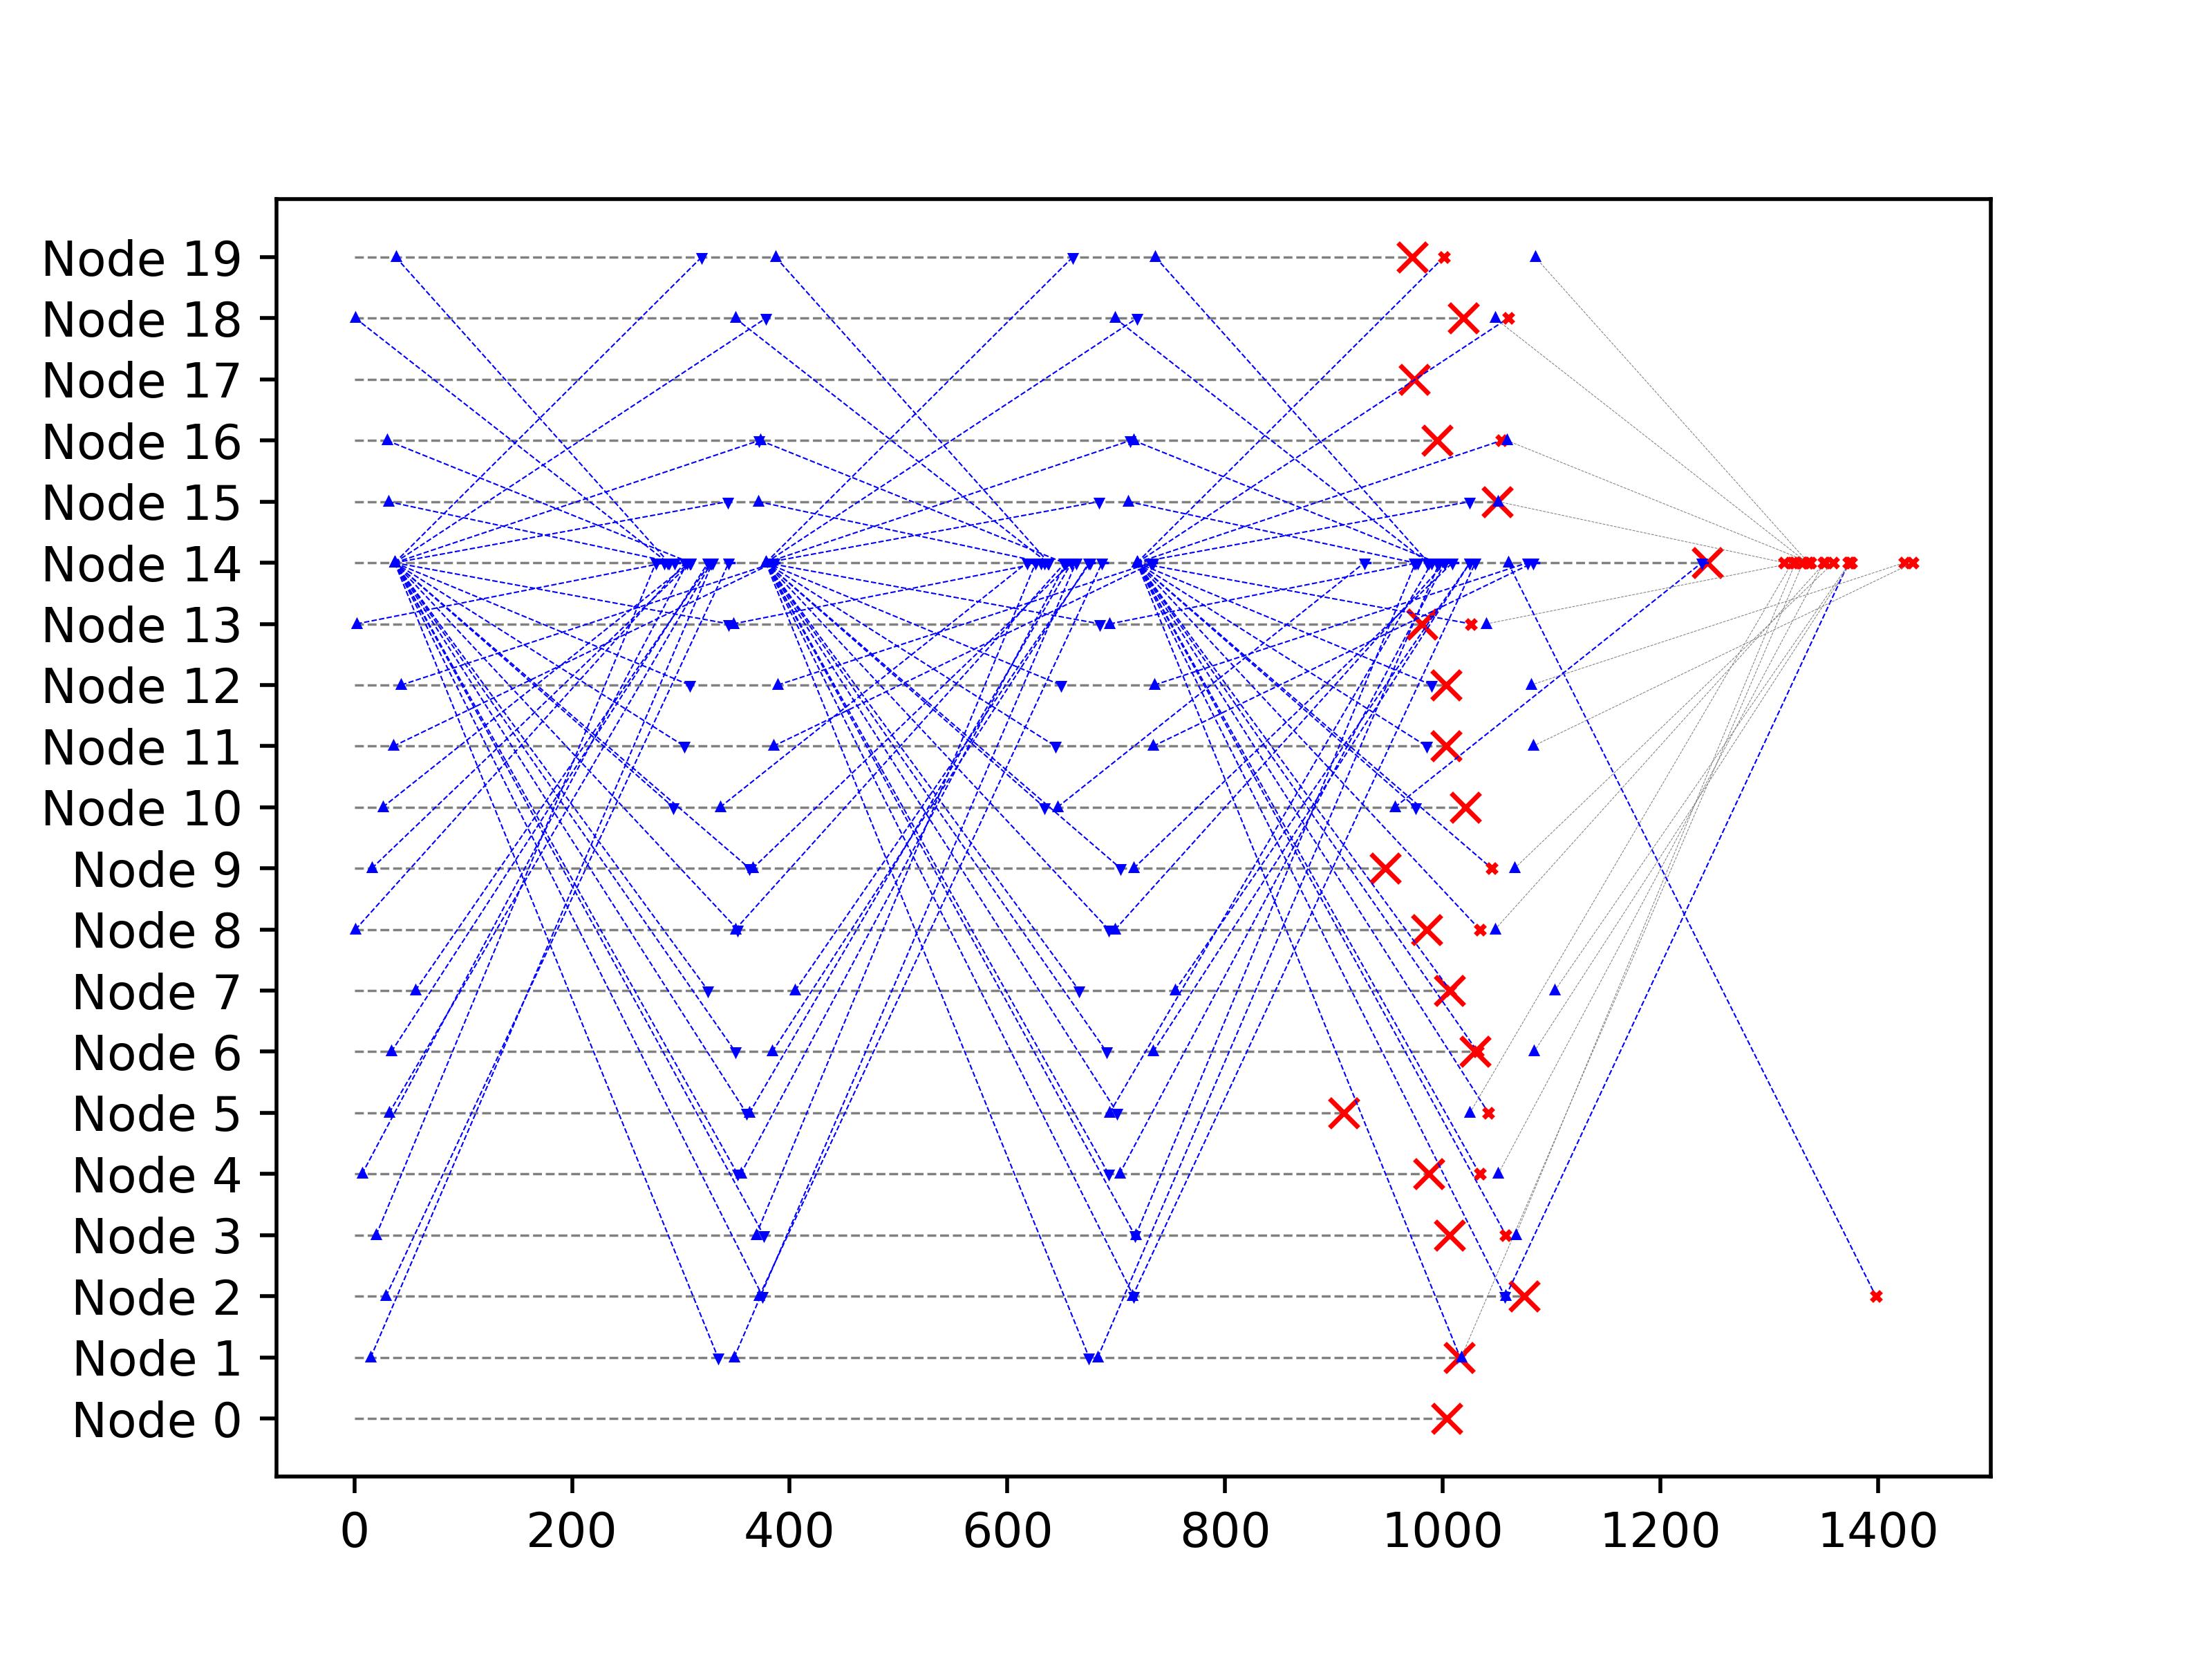 Node 19
Node 18
Node 17
Node 16
Node 15
Node 14
Node 13
Node 12
Node 11
Node 10
Node 9
Node 8
Node 7
Node 6
Node 5
Node 4
Node 3
Node 2
Node 1
Node 0
0 200 400 600 800 1000 1200 1400